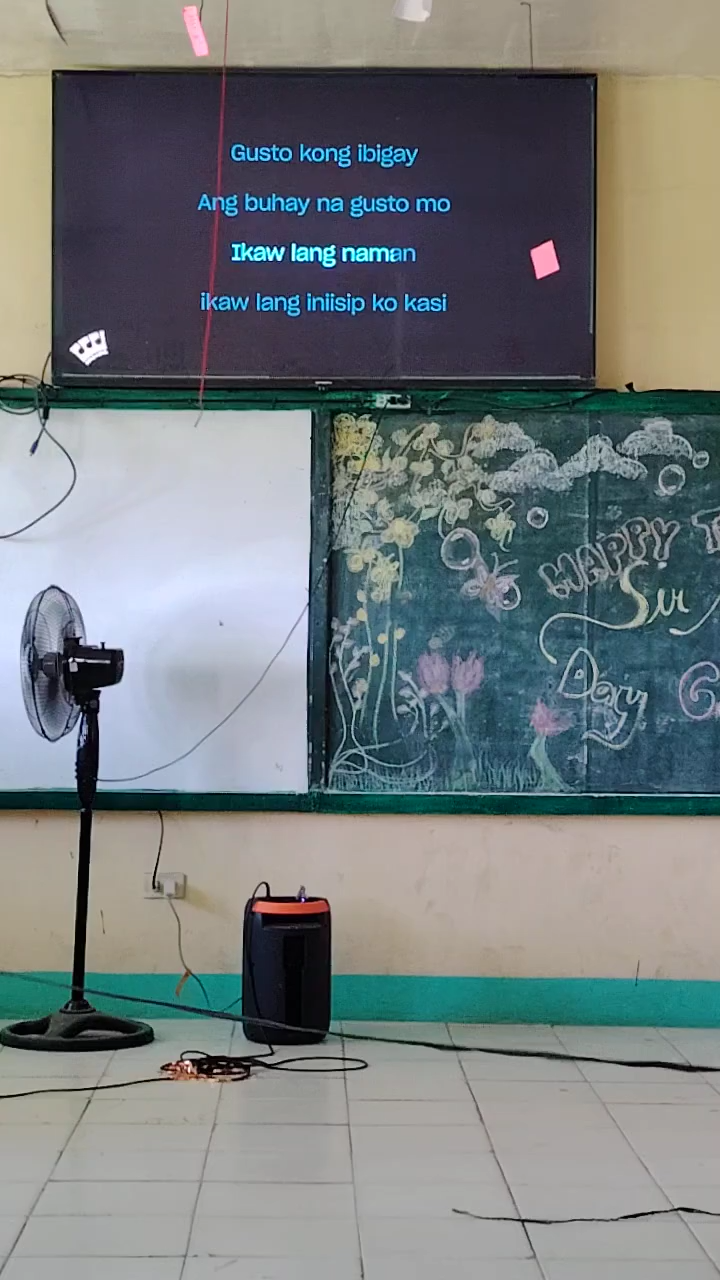 Gusto kong ibigay
Ang buhay na gusto mo
Ikaw lang naman
ikaw lang iniisip ko kasi
HAPPY T
Sir
Day
G